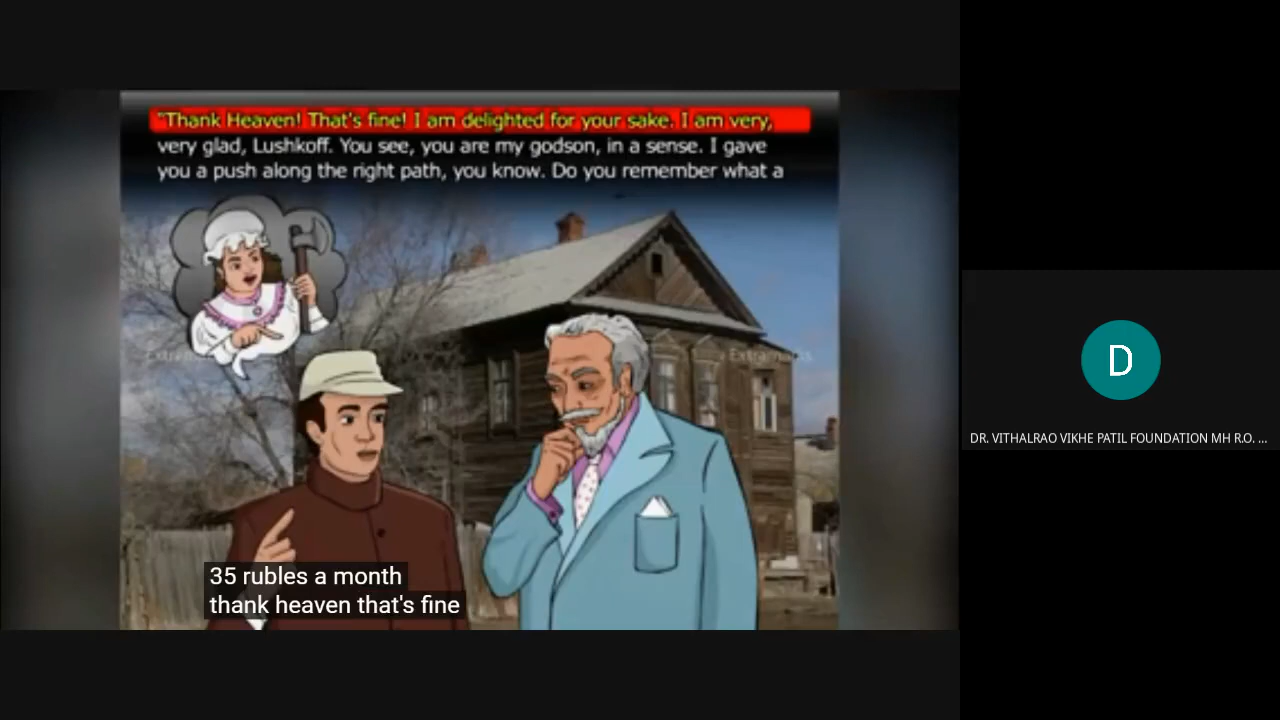 "Thank Heaven! That's fine! I am delighted for your sake. I am very,
very glad, Lushkoff. You see, you are my godson, in a sense. I gave
you a push along the right path, you know. Do you remember what a
Extramarks
35 rubles a month
thank heaven that's fine
D
DR. VITHALRAO VIKHE PATIL FOUNDATION MH R.O. ...